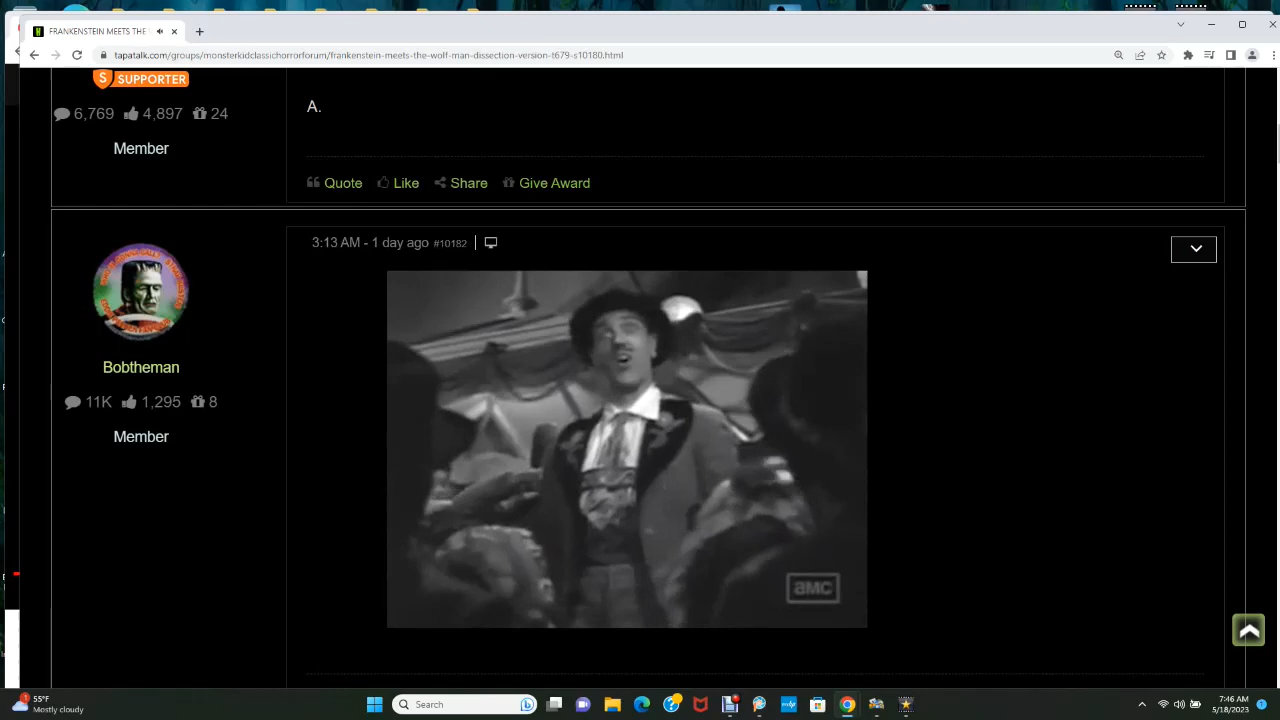 FRANKENSTEIN MEETS THE
tapatalk.com/groups/monsterkidclassichorrorforum/frankenstein-meets-the-wolf-man-dissection-version-t679-s10180.html
S SUPPORTER
6,769 4,897 24
Member
A.
Quote Like Share Give Award
3:13 AM - 1 day ago #10182
Bobtheman
11K 1,295 8
Member
amc
1
55°F
Mostly cloudy
Search
7:46 AM
5/18/2023
1